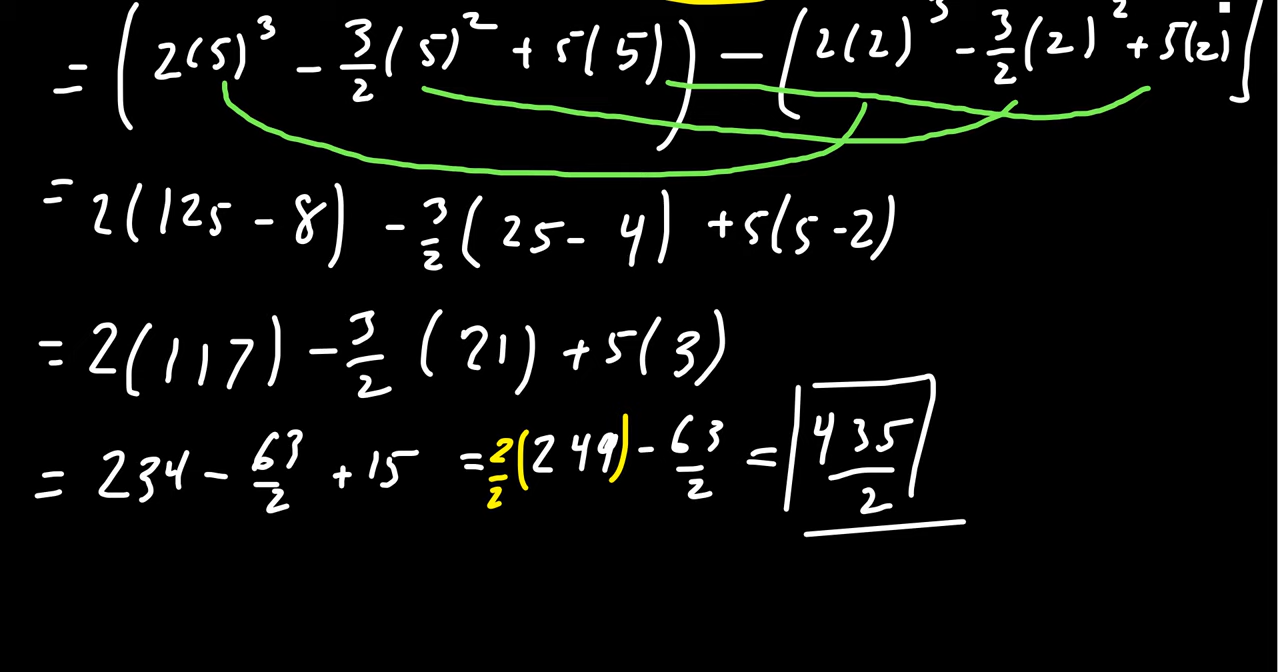 = (2(5)³ - 3/2(5)² + 5(5)) - (2(2)³ - 3/2(2)² + 5(2)]
= 2(125 - 8) - 3/2(25 - 4) + 5(5 - 2)
= 2(117) - 3/2(21) + 5(3)
= 234 - 63/2 + 15 = 2/2(249) - 63/2 = 435/2